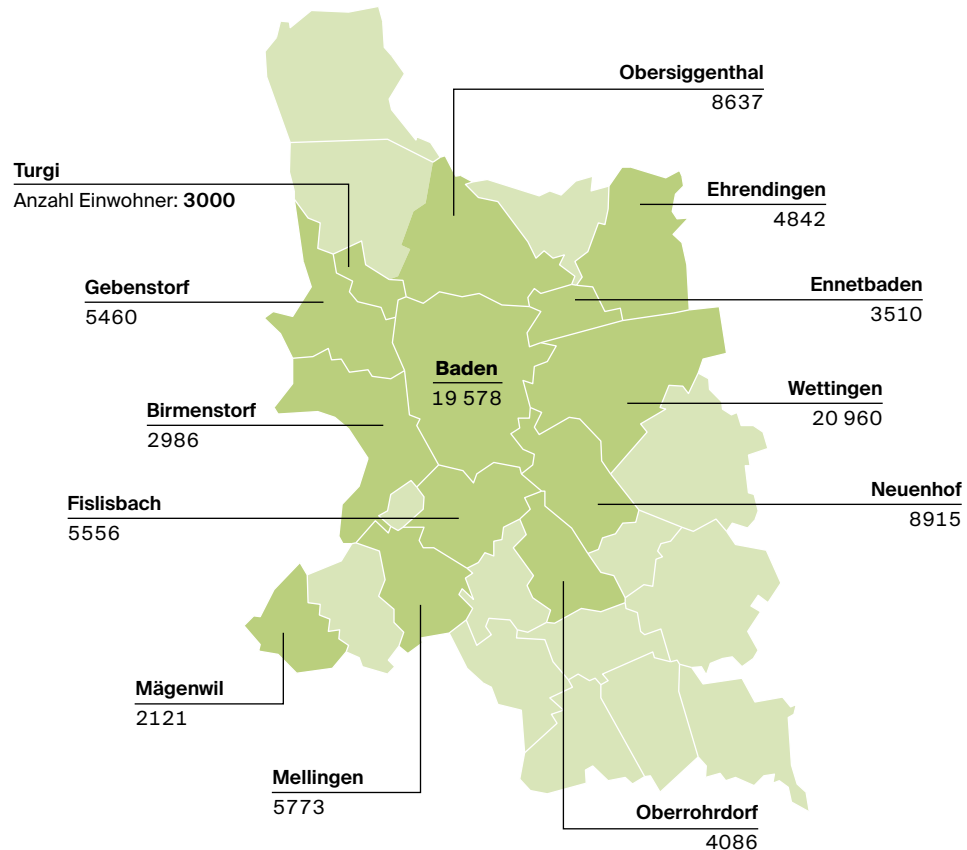 Obersiggenthal
8637
Turgi
Anzahl Einwohner: 3000
Ehrendingen
4842
Gebenstorf
5460
Ennetbaden
3510
Baden
19 578
Wettingen
20 960
Birmenstorf
2986
Neuenhof
8915
Fislisbach
5556
Mägenwil
2121
Mellingen
5773
Oberrohrdorf
4086